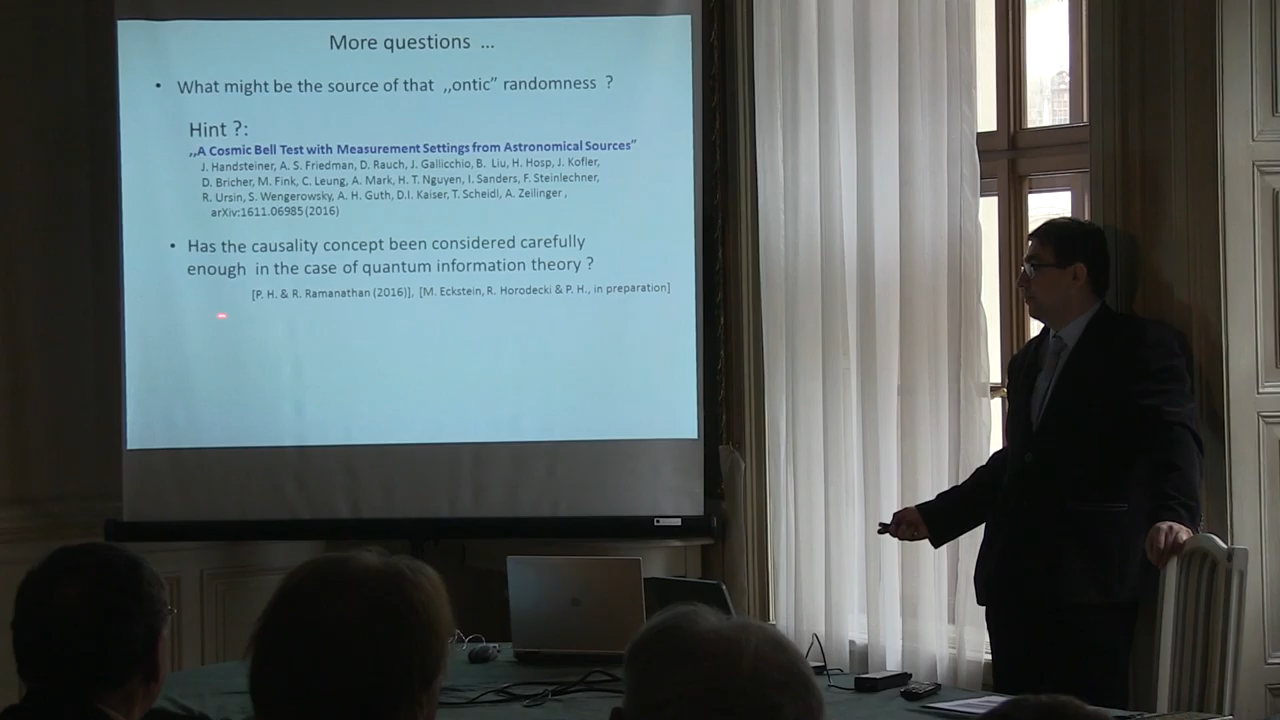 More questions ...
• What might be the source of that ,,ontic” randomness ?
Hint ?:
„A Cosmic Bell Test with Measurement Settings from Astronomical Sources”
J. Handsteiner, A. S. Friedman, D. Rauch, J. Gallicchio, B. Liu, H. Hosp, J. Kofler,
D. Bricher, M. Fink, C. Leung, A. Mark, H. T. Nguyen, I. Sanders, F. Steinlechner,
R. Ursin, S. Wengerowsky, A. H. Guth, D.I. Kaiser, T. Scheidl, A. Zeilinger ,
arXiv:1611.06985 (2016)
• Has the causality concept been considered carefully
enough in the case of quantum information theory ?
[P. H. & R. Ramanathan (2016)], [M. Eckstein, R. Horodecki & P. H., in preparation]